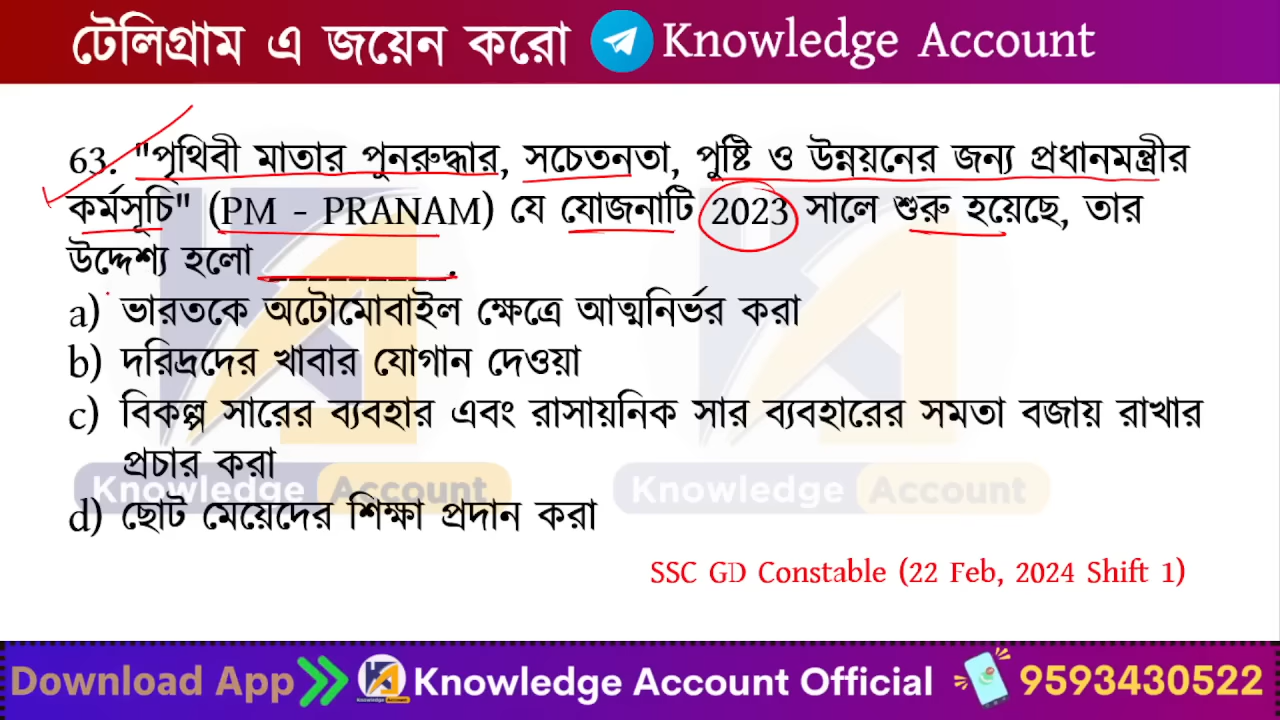 টেলিগ্রাম এ জয়েন করো Knowledge Account
63. "পৃথিবী মাতার পুনরুদ্ধার, সচেতনতা, পুষ্টি ও উন্নয়নের জন্য প্রধানমন্ত্রীর
কর্মসূচি" (PM - PRANAM) যে যোজনাটি 2023 সালে শুরু হয়েছে, তার
উদ্দেশ্য হলো __________.
a) ভারতকে অটোমোবাইল ক্ষেত্রে আত্মনির্ভর করা
b) দরিদ্রদের খাবার যোগান দেওয়া
c) বিকল্প সারের ব্যবহার এবং রাসায়নিক সার ব্যবহারের সমতা বজায় রাখার
প্রচার করা
Knowledge Account Knowledge Account
d) ছোট মেয়েদের শিক্ষা প্রদান করা
SSC GD Constable (22 Feb, 2024 Shift 1)
Download App Knowledge Account Official 9593430522